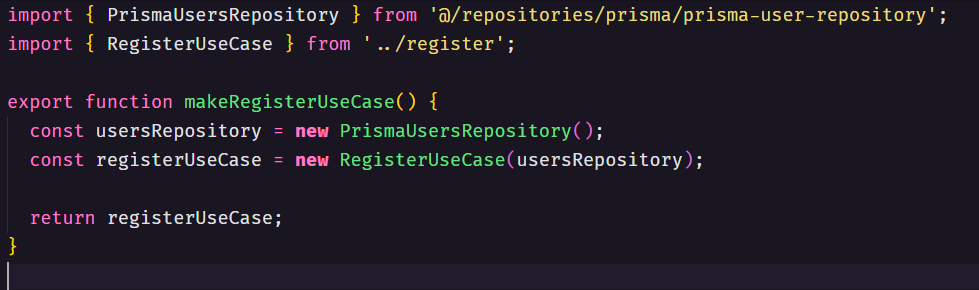 import { PrismaUsersRepository } from '@/repositories/prisma/prisma-user-repository';
import { RegisterUseCase } from '../register';
export function makeRegisterUseCase() {
const usersRepository = new PrismaUsersRepository();
const registerUseCase = new RegisterUseCase(usersRepository);
return registerUseCase;
}